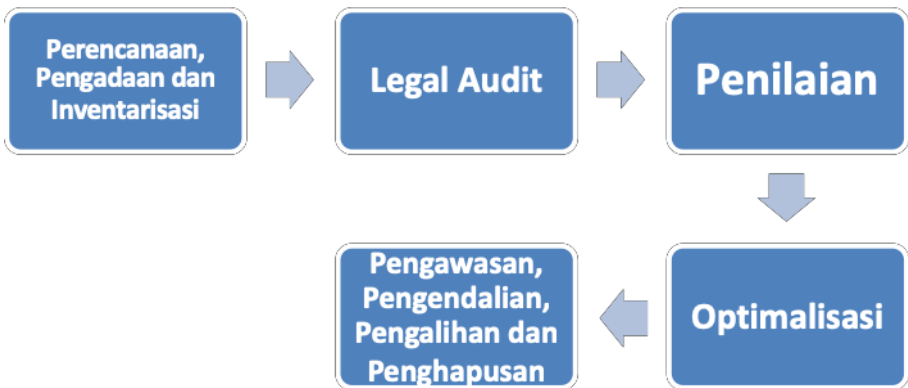 Perencanaan,
Pengadaan dan
Inventarisasi
Legal Audit
Penilaian
Optimalisasi
Pengawasan,
Pengendalian,
Pengalihan dan
Penghapusan